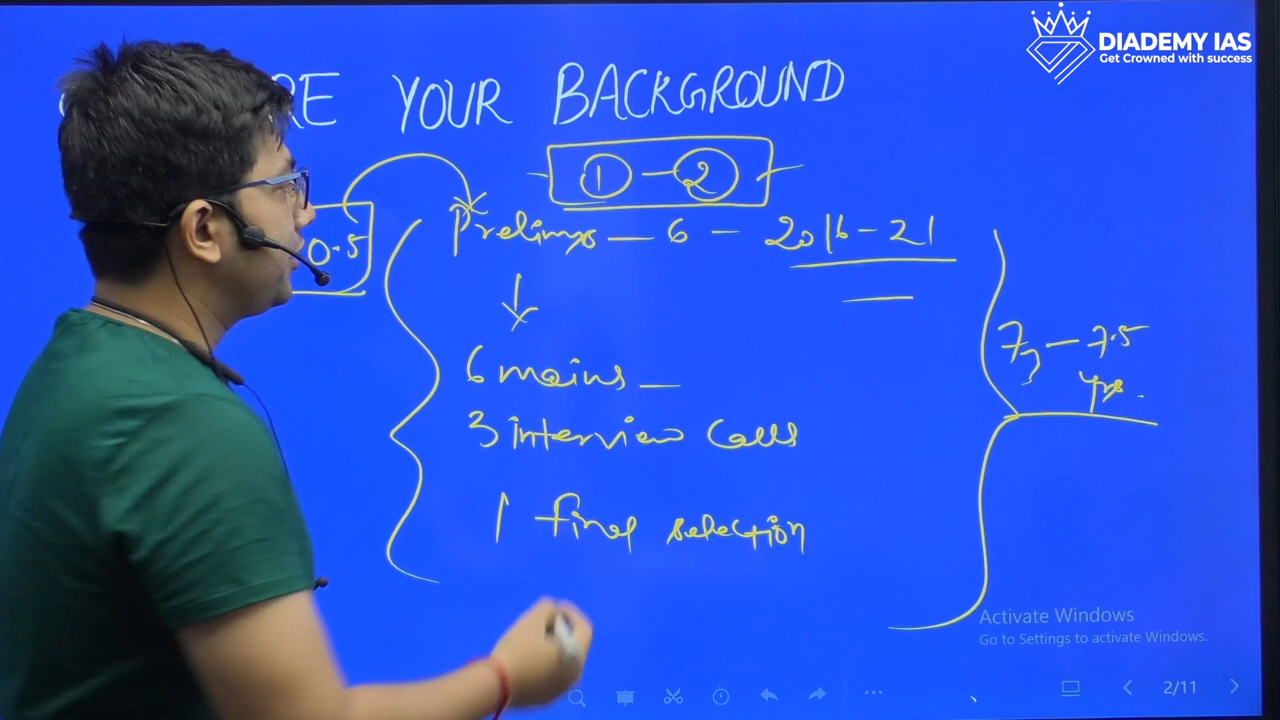 DIADEMY IAS
Get Crowned with success
RE YOUR BACKGROUND
1 — 2
0.5
Prelims — 6 — 2016 - 21
6 mains —
3 interview calls
1 final selection
7 — 7.5
yrs.
Activate Windows
Go to Settings to activate Windows.
2/11